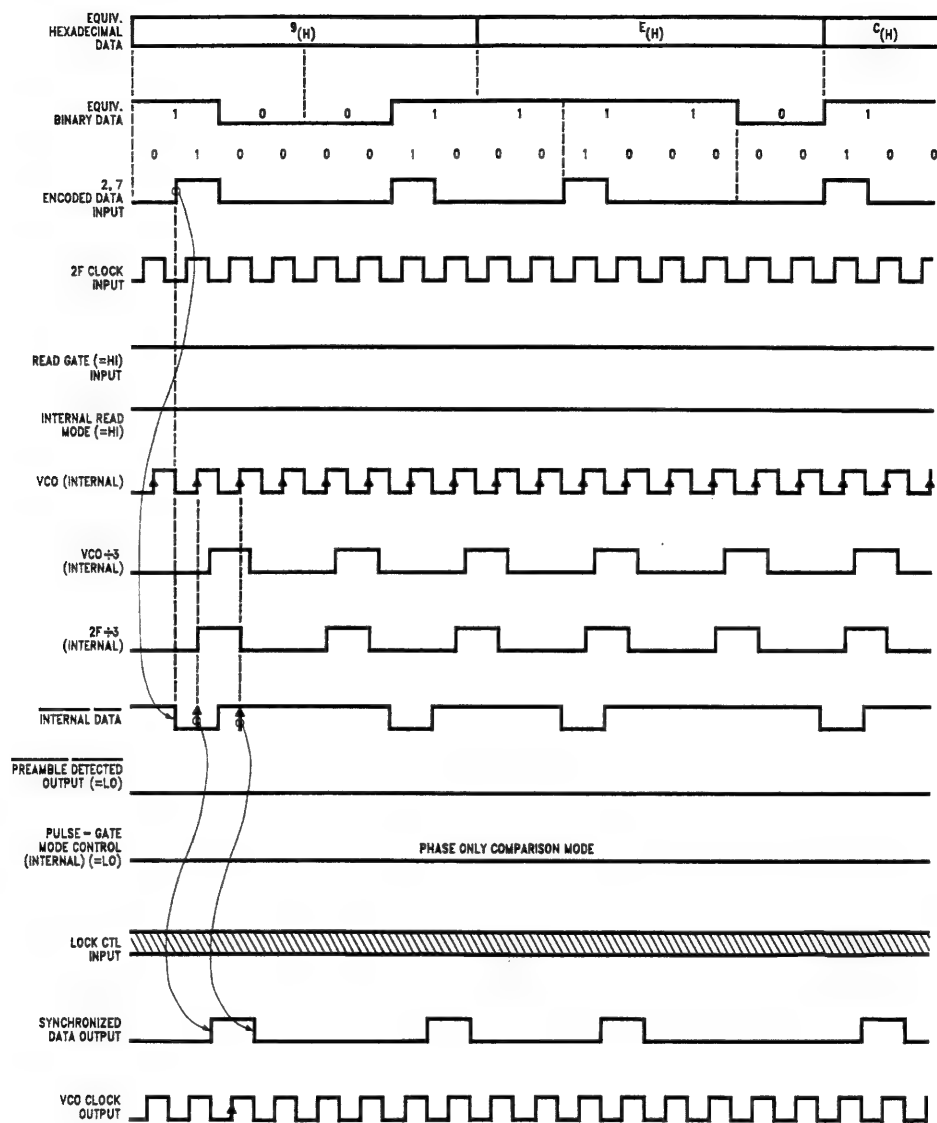 EQUIV.
HEXADECIMAL
DATA
9(H)
E(H)
C(H)
EQUIV.
BINARY DATA
1 0 0 1 1 1 1 0 1
0 1 0 0 0 0 1 0 0 0 1 0 0 0 0 0 1 0 0
2, 7
ENCODED DATA
INPUT
2F CLOCK
INPUT
READ GATE (=HI)
INPUT
INTERNAL READ
MODE (=HI)
VCO (INTERNAL)
VCO÷3
(INTERNAL)
2F÷3
(INTERNAL)
INTERNAL DATA
PREAMBLE DETECTED
OUTPUT (=LO)
PULSE-GATE
MODE CONTROL
(INTERNAL) (=LO)
PHASE ONLY COMPARISON MODE
LOCK CTL
INPUT
SYNCHRONIZED
DATA OUTPUT
VCO CLOCK
OUTPUT